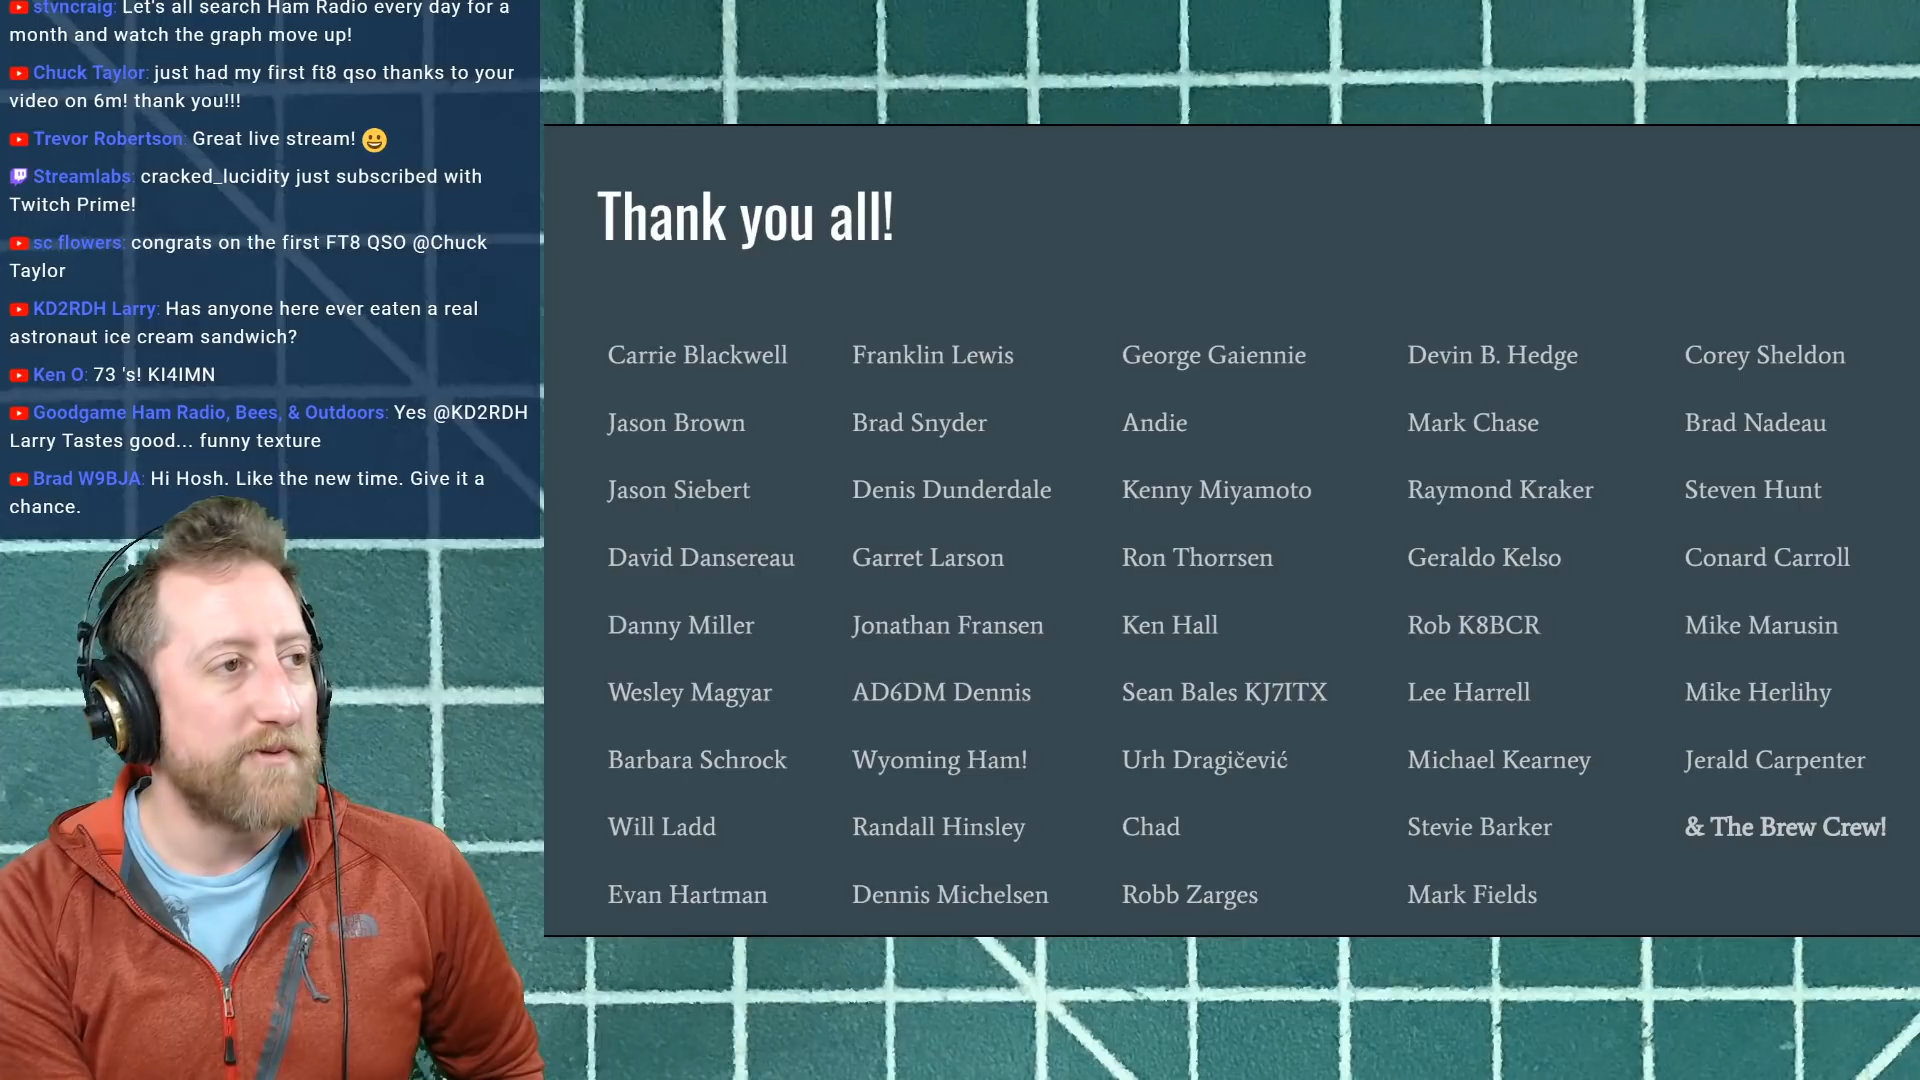 stvncraig: Let's all search Ham Radio every day for a
month and watch the graph move up!
Chuck Taylor: just had my first ft8 qso thanks to your
video on 6m! thank you!!!
Trevor Robertson: Great live stream! 😀
Streamlabs: cracked_lucidity just subscribed with
Twitch Prime!
sc flowers: congrats on the first FT8 QSO @Chuck
Taylor
KD2RDH Larry: Has anyone here ever eaten a real
astronaut ice cream sandwich?
Ken O: 73 's! KI4IMN
Goodgame Ham Radio, Bees, & Outdoors: Yes @KD2RDH
Larry Tastes good... funny texture
Brad W9BJA: Hi Hosh. Like the new time. Give it a
chance.
Thank you all!
Carrie Blackwell Franklin Lewis George Gaiennie Devin B. Hedge Corey Sheldon
Jason Brown Brad Snyder Andie Mark Chase Brad Nadeau
Jason Siebert Denis Dunderdale Kenny Miyamoto Raymond Kraker Steven Hunt
David Dansereau Garret Larson Ron Thorrsen Geraldo Kelso Conard Carroll
Danny Miller Jonathan Fransen Ken Hall Rob K8BCR Mike Marusin
Wesley Magyar AD6DM Dennis Sean Bales KJ7ITX Lee Harrell Mike Herlihy
Barbara Schrock Wyoming Ham! Urh Dragičević Michael Kearney Jerald Carpenter
Will Ladd Randall Hinsley Chad Stevie Barker & The Brew Crew!
Evan Hartman Dennis Michelsen Robb Zarges Mark Fields